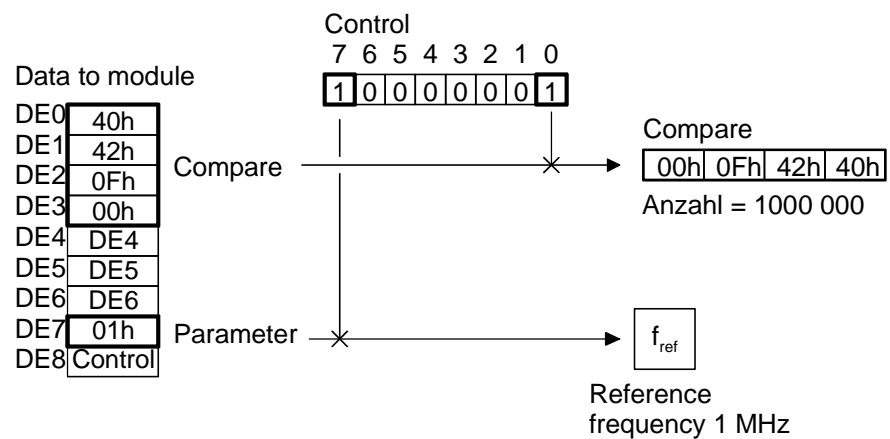 Control
7 6 5 4 3 2 1 0
1 0 0 0 0 0 0 1
Data to module
DE0 40h
DE1 42h
DE2 0Fh
DE3 00h
DE4 DE4
DE5 DE5
DE6 DE6
DE7 01h
DE8 Control
Compare
Parameter
Compare
00h 0Fh 42h 40h
Anzahl = 1000 000
fref
Reference
frequency 1 MHz